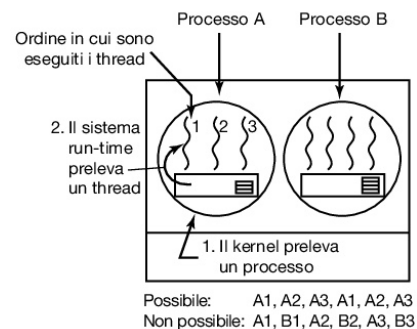 Processo A
Processo B
Ordine in cui sono
eseguiti i thread
1 2 3
2. Il sistema
run-time
preleva
un thread
1. Il kernel preleva
un processo
Possibile: A1, A2, A3, A1, A2, A3
Non possibile: A1, B1, A2, B2, A3, B3